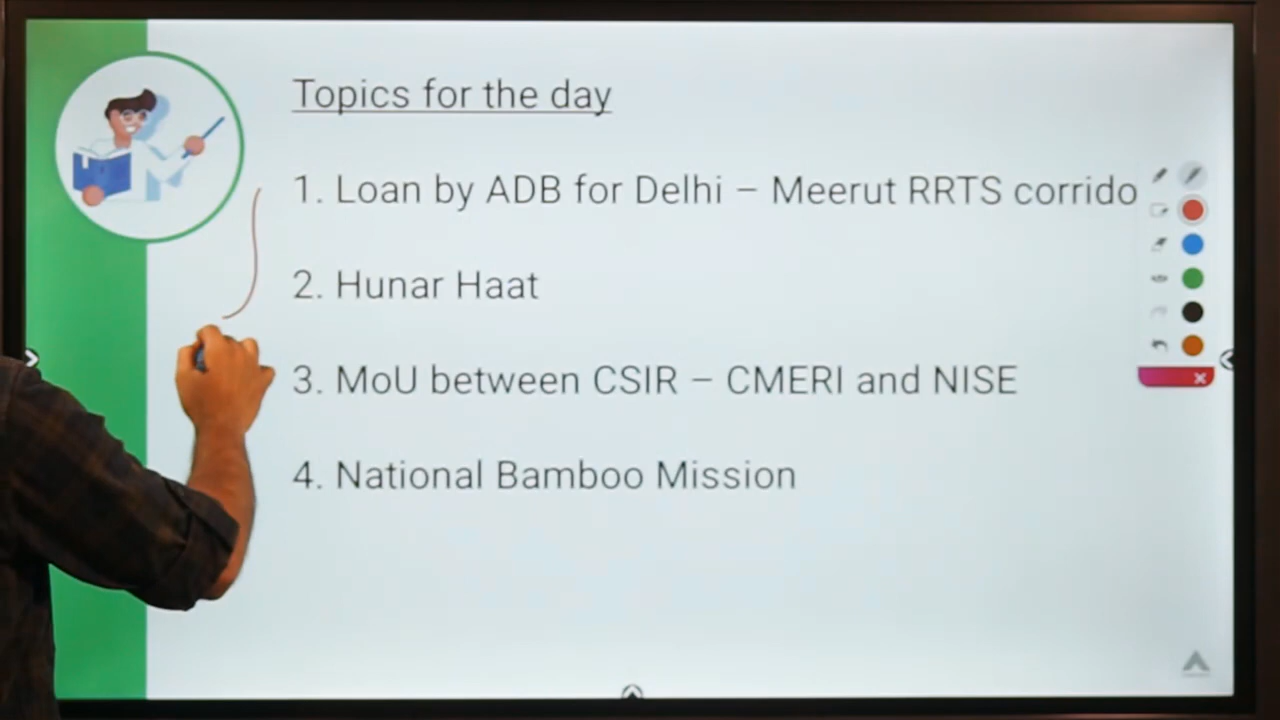 Topics for the day
1. Loan by ADB for Delhi – Meerut RRTS corrido
2. Hunar Haat
3. MoU between CSIR – CMERI and NISE
4. National Bamboo Mission